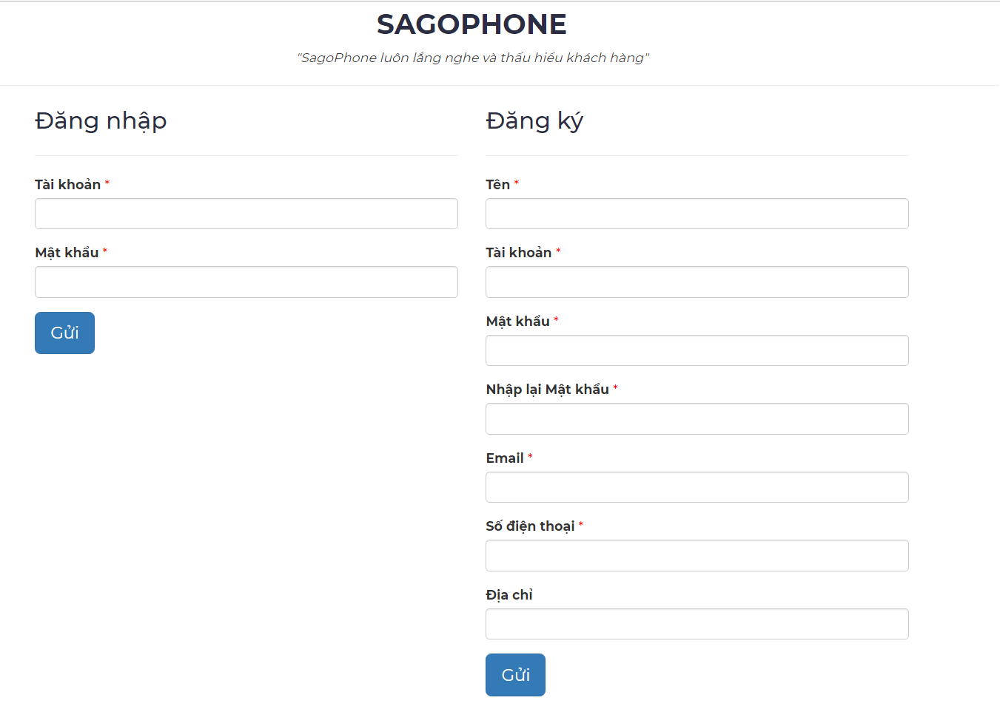 SAGOPHONE
"SagoPhone luôn lắng nghe và thấu hiểu khách hàng"
Đăng nhập
Tài khoản *
Mật khẩu *
Gửi
Đăng ký
Tên *
Tài khoản *
Mật khẩu *
Nhập lại Mật khẩu *
Email *
Số điện thoại *
Địa chỉ
Gửi